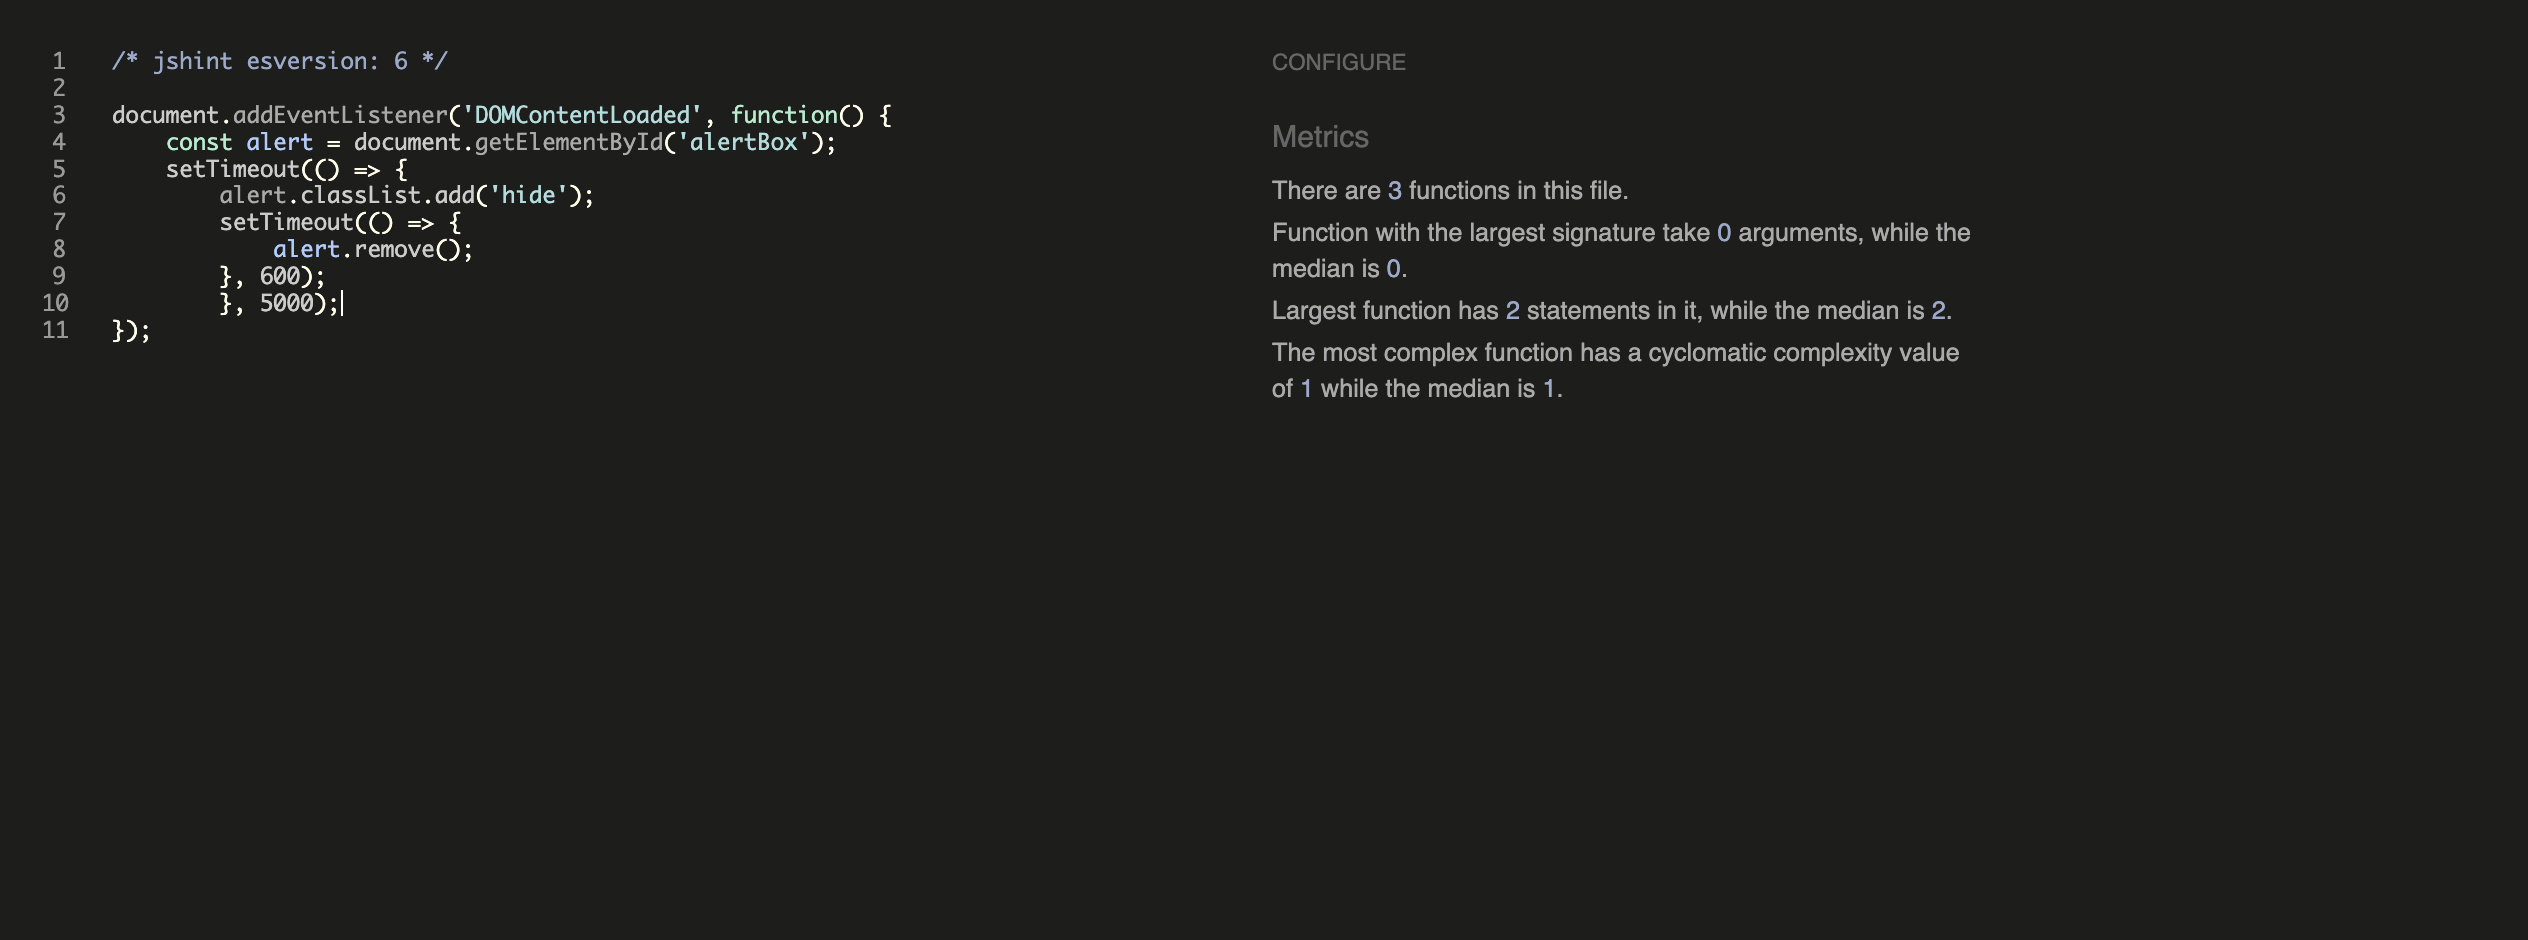 1 /* jshint esversion: 6 */
2
3 document.addEventListener('DOMContentLoaded', function() {
4     const alert = document.getElementById('alertBox');
5     setTimeout(() => {
6         alert.classList.add('hide');
7         setTimeout(() => {
8             alert.remove();
9         }, 600);
10         }, 5000);
11 });
CONFIGURE
Metrics
There are 3 functions in this file.
Function with the largest signature take 0 arguments, while the
median is 0.
Largest function has 2 statements in it, while the median is 2.
The most complex function has a cyclomatic complexity value
of 1 while the median is 1.